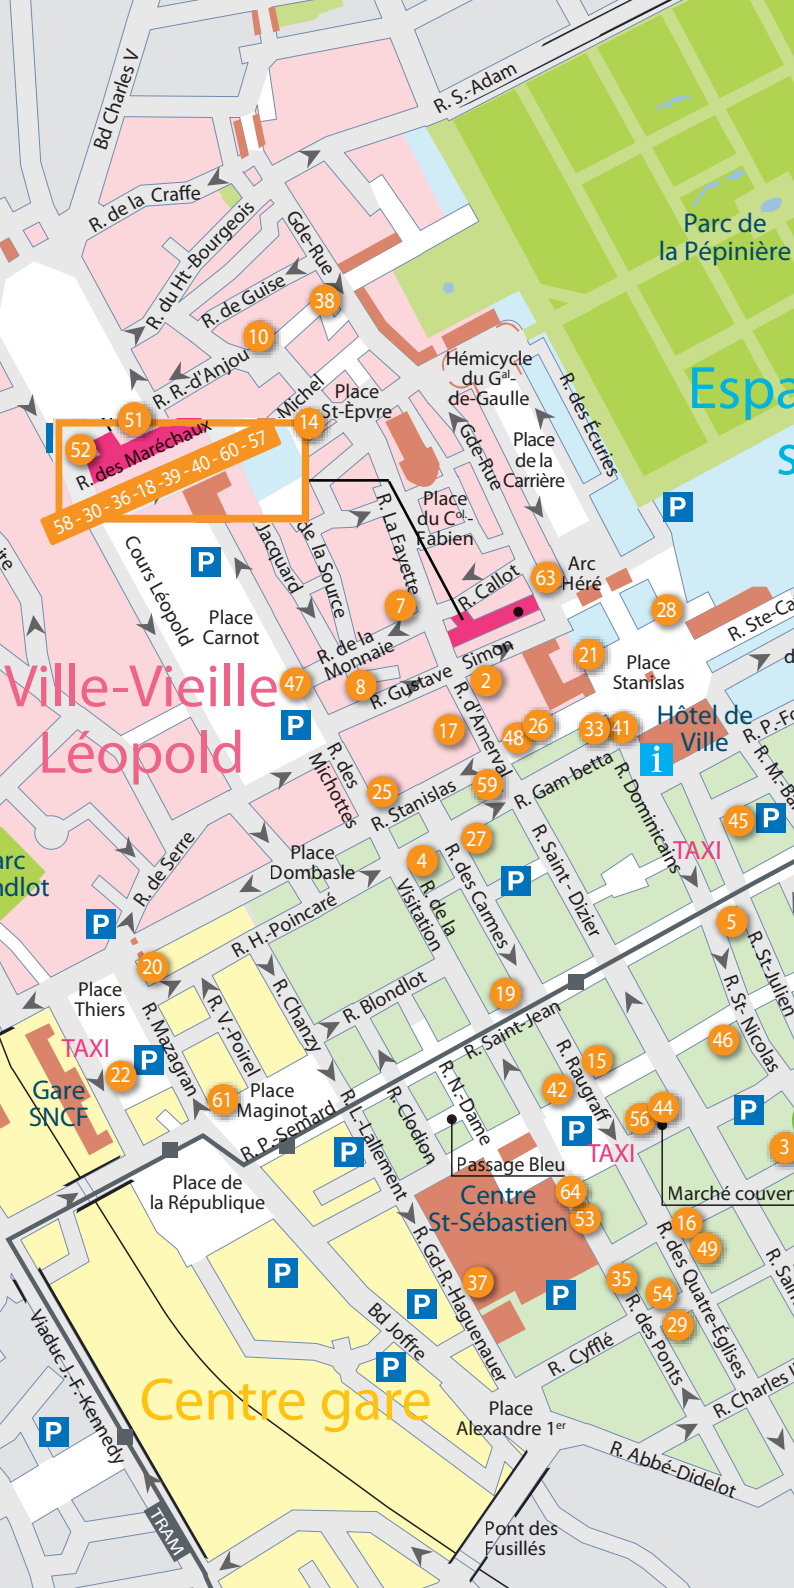 Bd Charles V
R. S.-Adam
R. de la Craffe
R. du Ht-Bourgeois
Gde-Rue
Parc de
la Pépinière
R. de Guise
38
10
R. R.-d'Anjou
Hémicycle
du Gal-
de-Gaulle
Espa
s
Michel
Place
St-Èpvre
R. des Écuries
51
14
52
R. des Maréchaux
58 - 30 - 36 -18 -39 - 40 - 60 - 57
Gde-Rue
Place
de la
Carrière
Place
du Col.-
Fabien
P
R. La Fayette
Jacquard
de la Source
Cours Léopold
P
Arc
Héré
63
R. Callot
7
28
Place
Carnot
R. Ste-Ca
R. de la
Monnaie
R. Gustave Simon
21
Place
Stanislas
Ville-Vieille
Léopold
47
8
2
P
17
R. d'Amerval
48
26
33
41
Hôtel de
Ville
i
R. P.-Fo
R. M.-Ba
R. des
Michottes
25
R. Stanislas
59
R. Gam betta
R. Dominicains
45
P
27
TAXI
R. de Serre
Place
Dombasle
4
R. des Carmes
P
R. Saint- Dizier
arc
ndlot
R. de la
Visitation
P
R. H.-Poincaré
5
R. St-Julien
20
Place
Thiers
R. Mazagran
R. V.-Poirel
R. Chanzy
R. Blondlot
19
R. Saint-Jean
R. St- Nicolas
TAXI
P
22
Gare
SNCF
61
Place
Maginot
R. P.-Semard
R. L.-Lallement
R. Clodion
R. N.-Dame
R. Raugraff
15
42
46
44
56
P
P
TAXI
3
P
Passage Bleu
Place de
la République
Centre
St-Sébastien
64
53
Marché couvert
16
49
R. des Quatre-Églises
R. Sain
P
R. Gd-R.-Haguenauer
37
P
P
35
54
29
R. des Ponts
Viaduc J.-F.-Kennedy
Bd Joffre
P
R. Cyfflé
Centre gare
R. Charles I
P
Place
Alexandre 1er
R. Abbé-Didelot
TRAM
Pont des
Fusillés